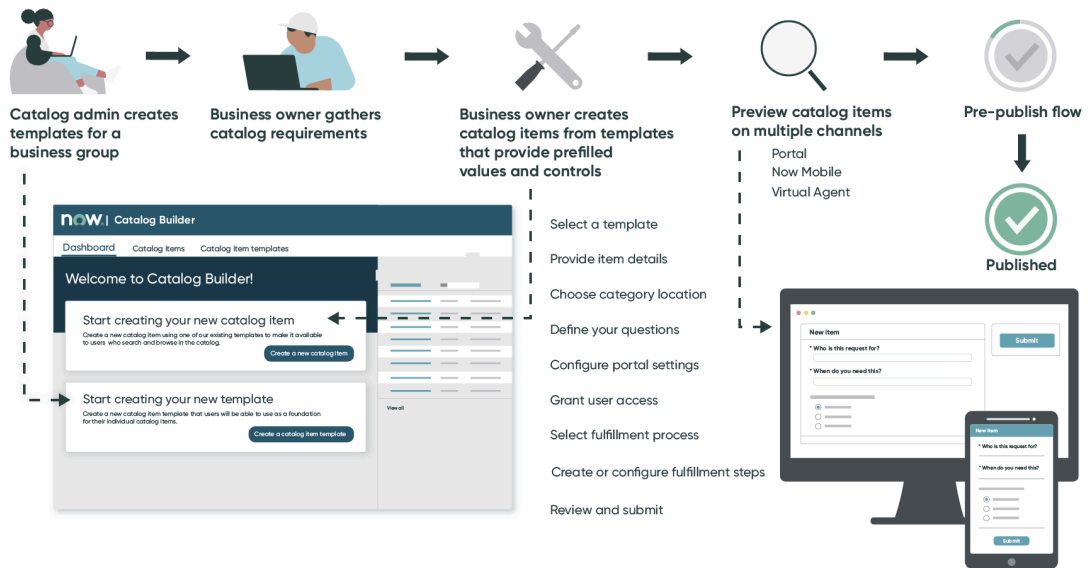 Catalog admin creates
templates for a
business group
Business owner gathers
catalog requirements
Business owner creates
catalog items from templates
that provide prefilled
values and controls
Preview catalog items
on multiple channels
Portal
Now Mobile
Virtual Agent
Pre-publish flow
Published
now. | Catalog Builder
Dashboard Catalog items Catalog item templates
Welcome to Catalog Builder!
Start creating your new catalog item
Create a new catalog item using one of our existing templates to make it available
to users who search and browse in the catalog.
Create a new catalog item
Start creating your new template
Create a new catalog item template that users will be able to use as a foundation
for their individual catalog items.
Create a catalog item template
View all
Select a template
Provide item details
Choose category location
Define your questions
Configure portal settings
Grant user access
Select fulfillment process
Create or configure fulfillment steps
Review and submit
New item
* Who is this request for?
* When do you need this?
Submit
New item
* Who is this request for?
* When do you need this?
Submit